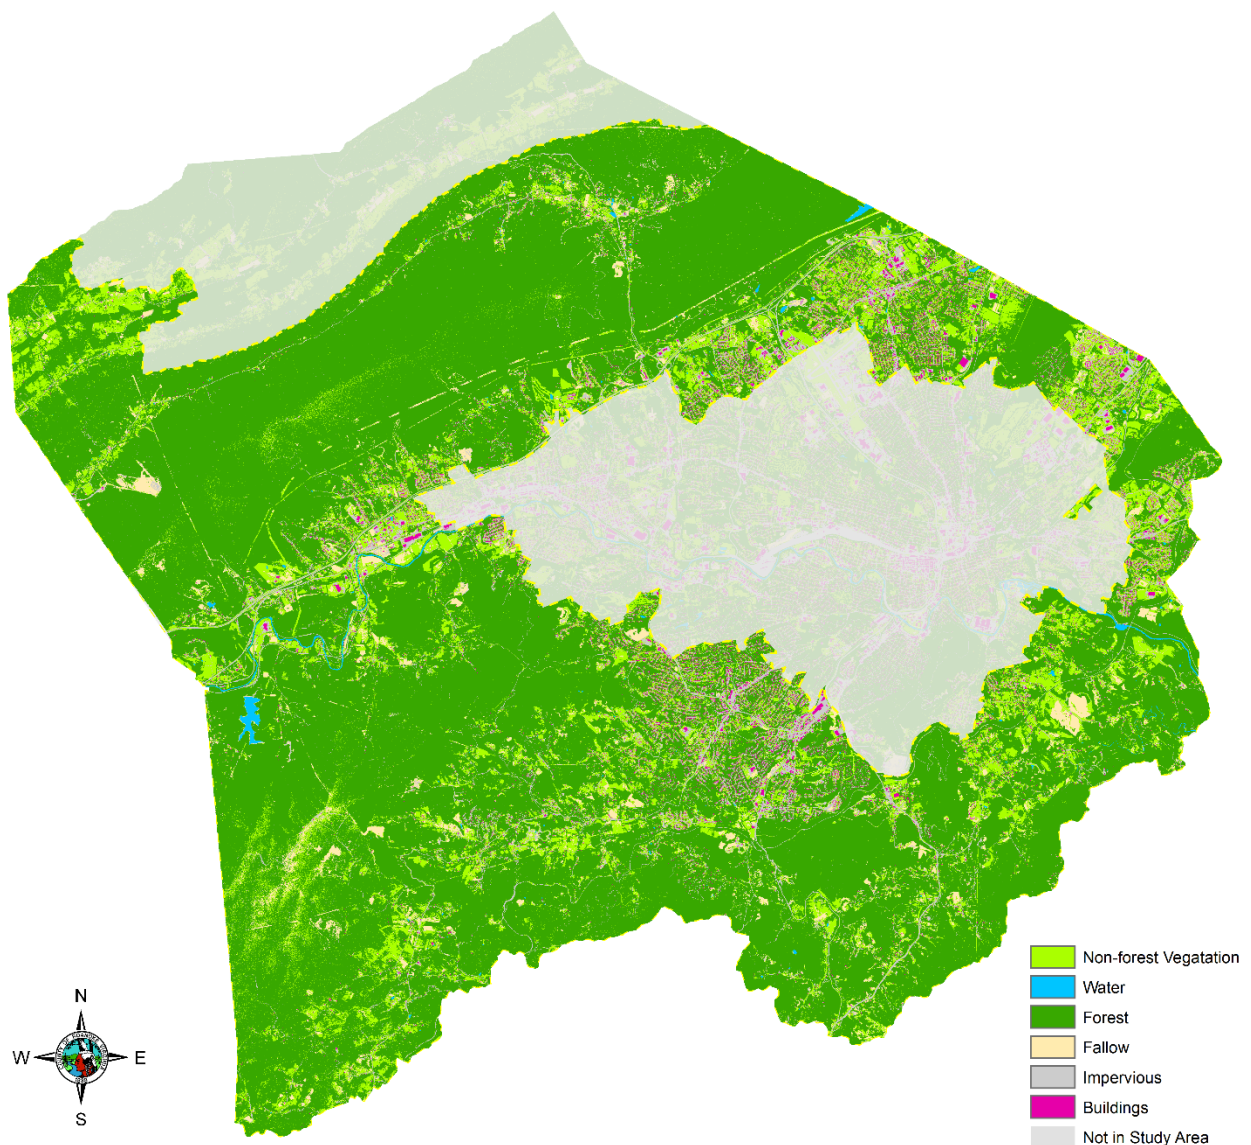 Non-forest Vegatation
Water
Forest
Fallow
Impervious
Buildings
Not in Study Area
N
W
E
S